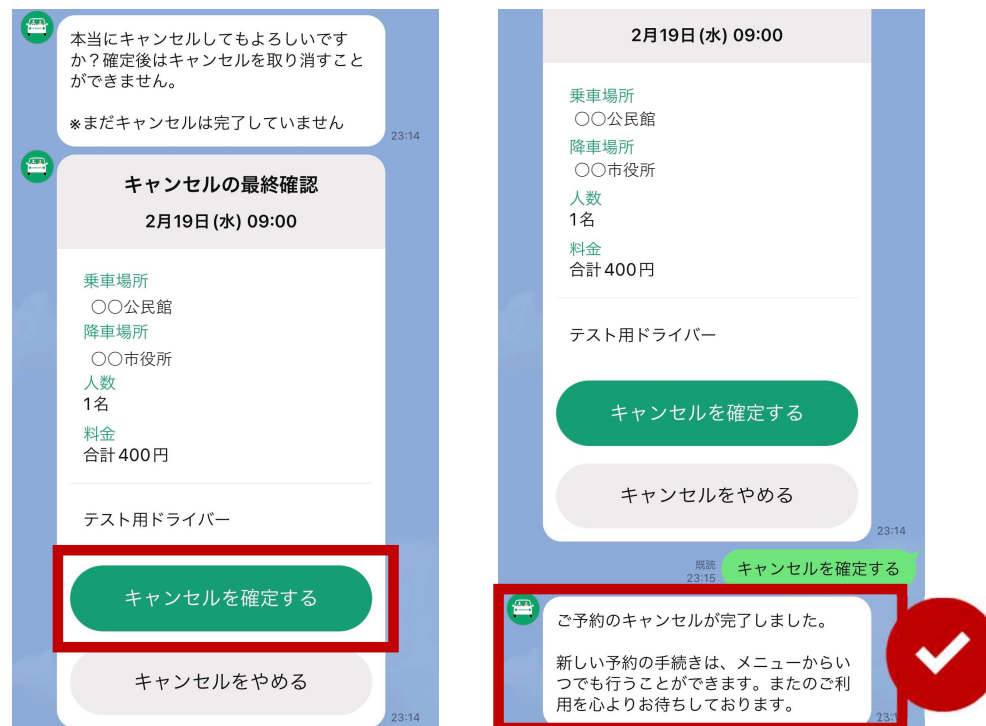 本当にキャンセルしてもよろしいです
か？確定後はキャンセルを取り消すこと
ができません。
※まだキャンセルは完了していません
23:14
キャンセルの最終確認
2月19日(水) 09:00
乗車場所
〇〇公民館
降車場所
〇〇市役所
人数
1名
料金
合計400円
テスト用ドライバー
キャンセルを確定する
キャンセルをやめる
23:14
2月19日(水) 09:00
乗車場所
〇〇公民館
降車場所
〇〇市役所
人数
1名
料金
合計400円
テスト用ドライバー
キャンセルを確定する
キャンセルをやめる
23:14
既読
23:15
キャンセルを確定する
ご予約のキャンセルが完了しました。
新しい予約の手続きは、メニューからい
つでも行うことができます。またのご利
用を心よりお待ちしております。